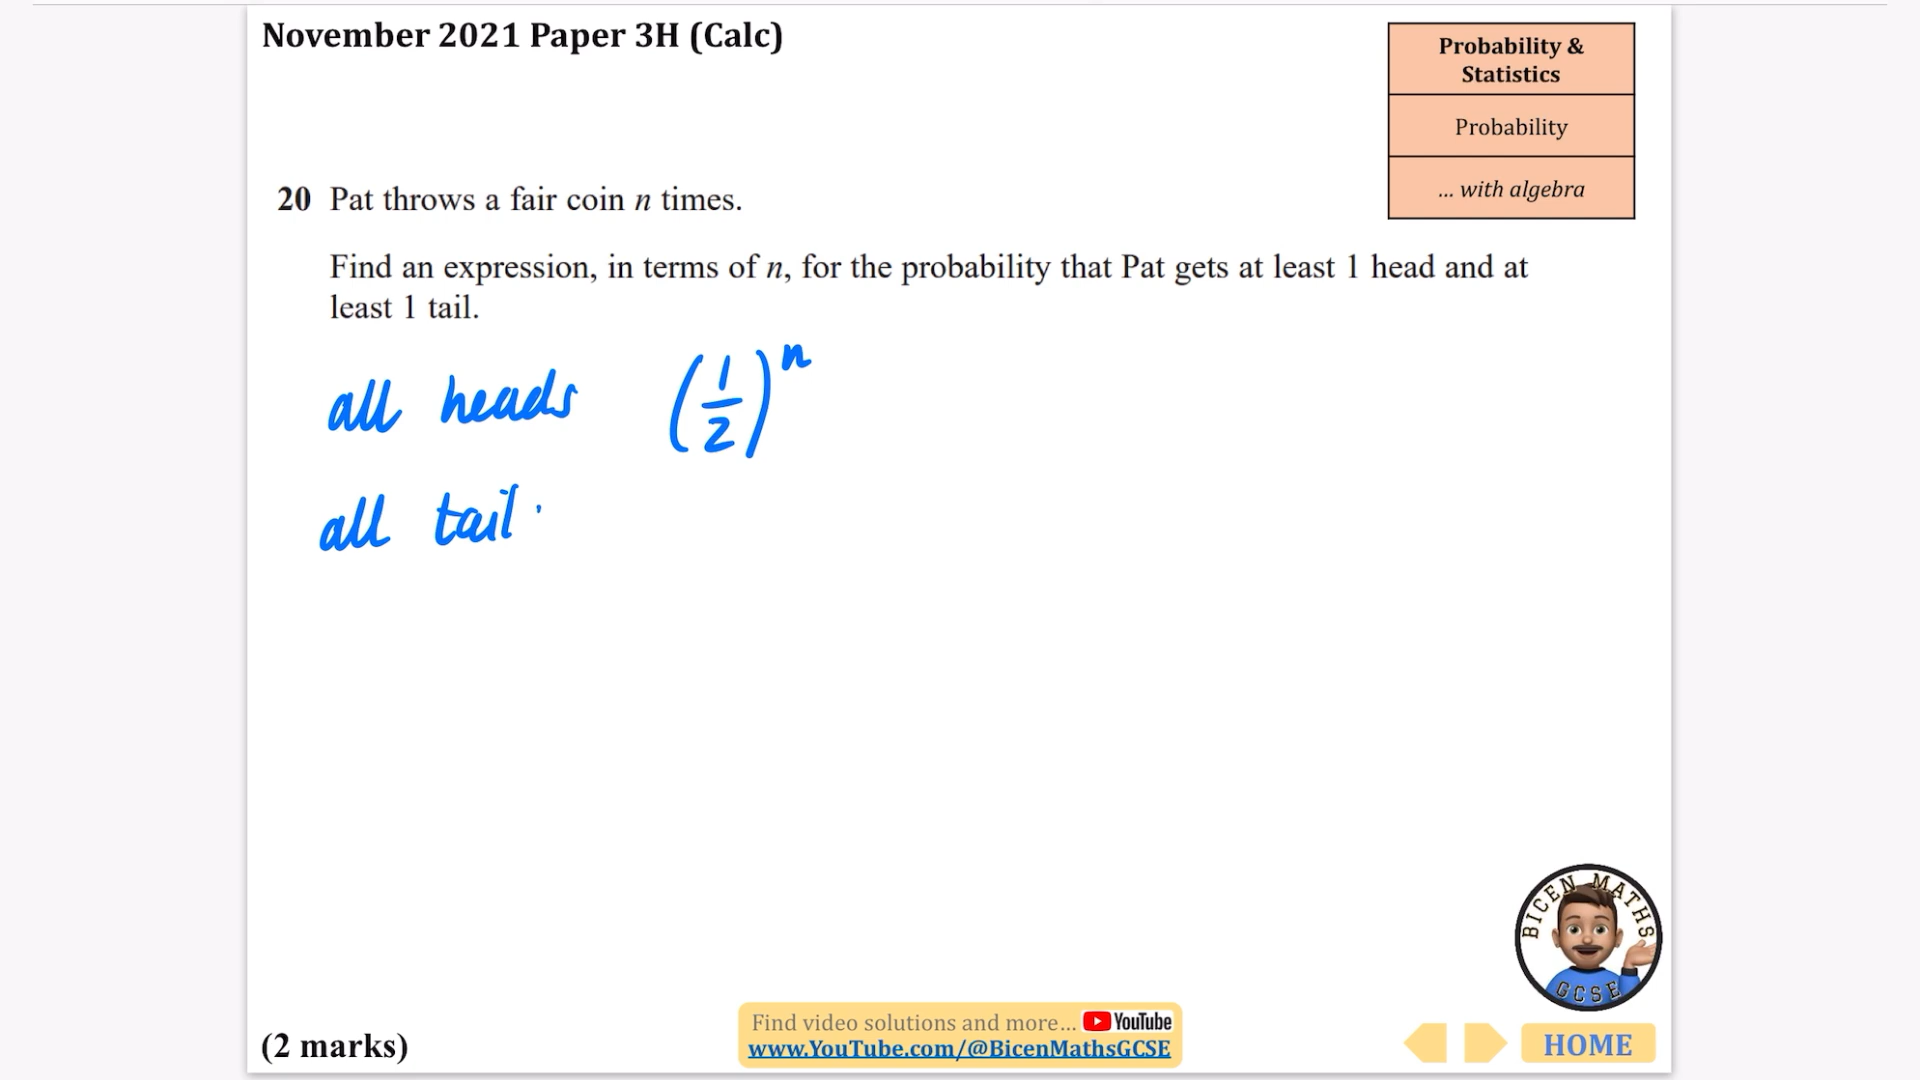 November 2021 Paper 3H (Calc)
Probability &
Statistics
Probability
... with algebra
20 Pat throws a fair coin n times.
Find an expression, in terms of n, for the probability that Pat gets at least 1 head and at
least 1 tail.
all heads (1/2)^n
all tail
BICEN MATHS
GCSE
(2 marks)
Find video solutions and more... YouTube
www.YouTube.com/@BicenMathsGCSE
HOME